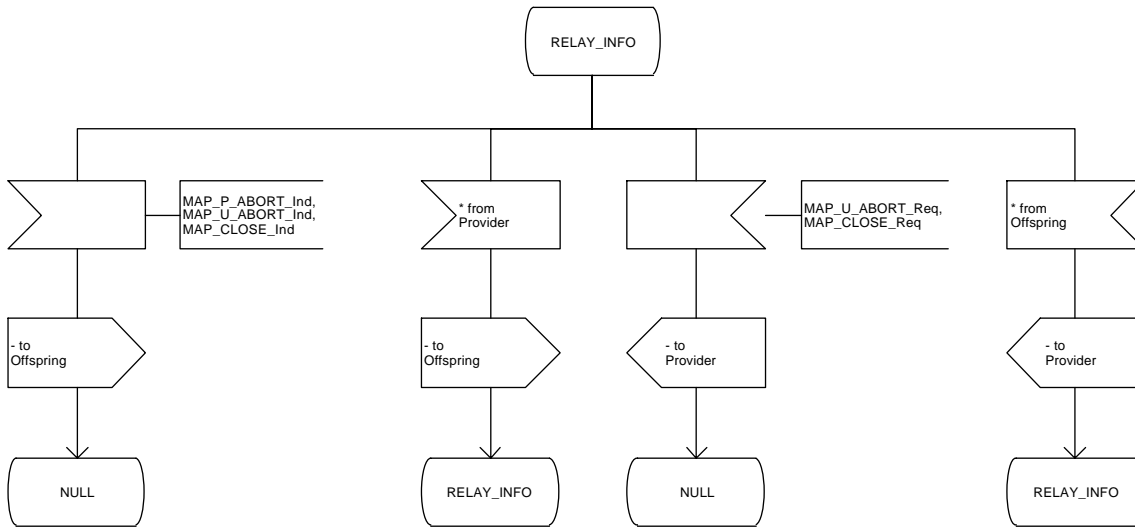 RELAY_INFO
MAP_P_ABORT_Ind,
MAP_U_ABORT_Ind,
MAP_CLOSE_Ind
* from
Provider
MAP_U_ABORT_Req,
MAP_CLOSE_Req
* from
Offspring
- to
Offspring
- to
Offspring
- to
Provider
- to
Provider
NULL
RELAY_INFO
NULL
RELAY_INFO